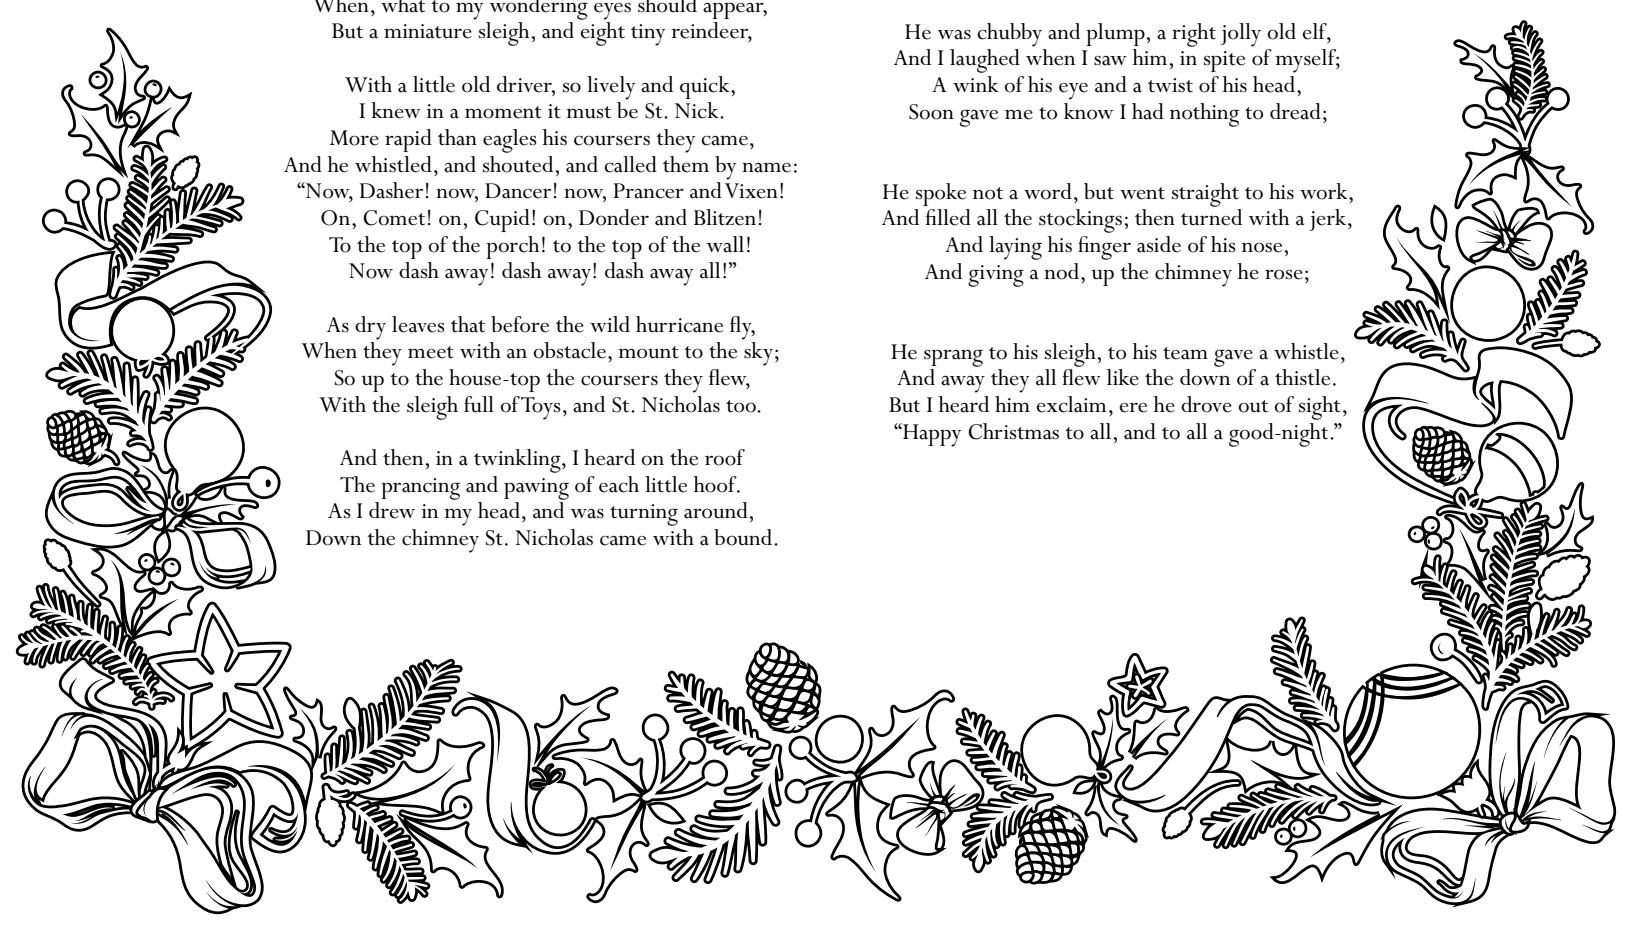 When, what to my wondering eyes should appear,
But a miniature sleigh, and eight tiny reindeer,
With a little old driver, so lively and quick,
I knew in a moment it must be St. Nick.
More rapid than eagles his coursers they came,
And he whistled, and shouted, and called them by name:
“Now, Dasher! now, Dancer! now, Prancer and Vixen!
On, Comet! on, Cupid! on, Donder and Blitzen!
To the top of the porch! to the top of the wall!
Now dash away! dash away! dash away all!”
As dry leaves that before the wild hurricane fly,
When they meet with an obstacle, mount to the sky;
So up to the house-top the coursers they flew,
With the sleigh full of Toys, and St. Nicholas too.
And then, in a twinkling, I heard on the roof
The prancing and pawing of each little hoof.
As I drew in my head, and was turning around,
Down the chimney St. Nicholas came with a bound.
He was chubby and plump, a right jolly old elf,
And I laughed when I saw him, in spite of myself;
A wink of his eye and a twist of his head,
Soon gave me to know I had nothing to dread;
He spoke not a word, but went straight to his work,
And filled all the stockings; then turned with a jerk,
And laying his finger aside of his nose,
And giving a nod, up the chimney he rose;
He sprang to his sleigh, to his team gave a whistle,
And away they all flew like the down of a thistle.
But I heard him exclaim, ere he drove out of sight,
“Happy Christmas to all, and to all a good-night.”